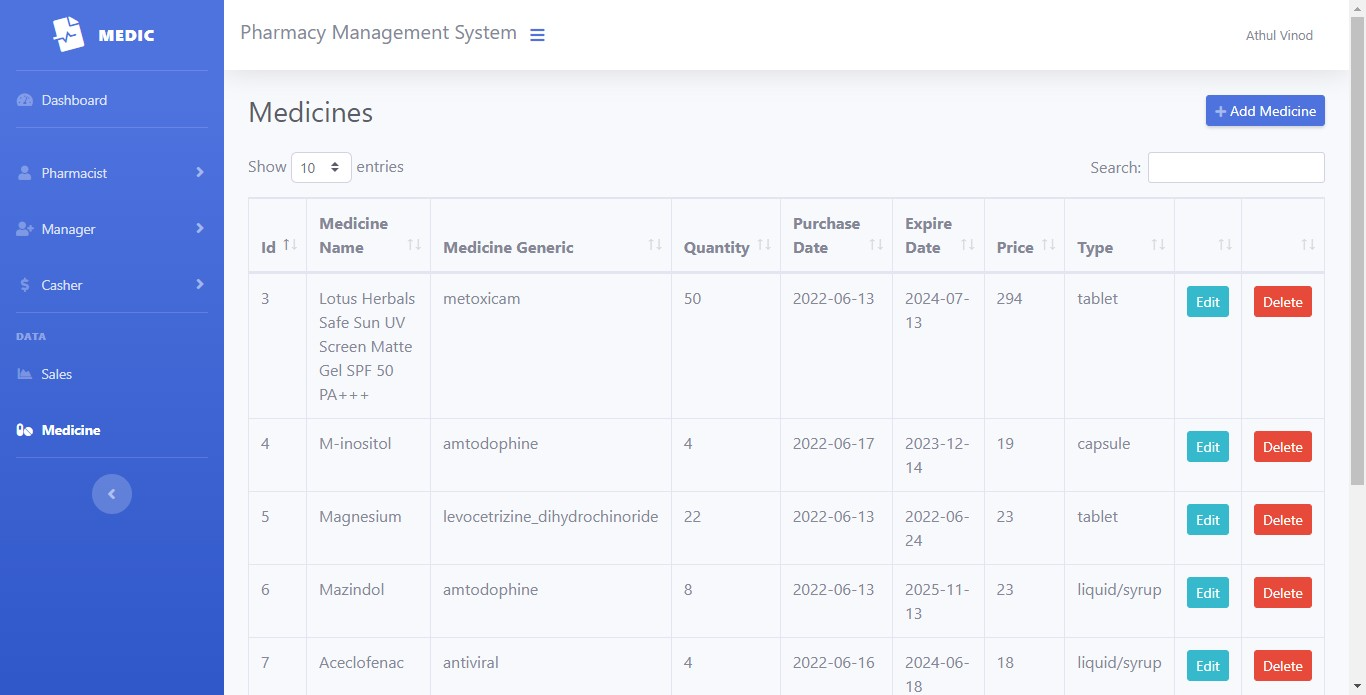 MEDIC
Pharmacy Management System
Athul Vinod
Dashboard
Pharmacist
Manager
$ Casher
DATA
Sales
Medicine
Medicines
+ Add Medicine
Show 10 entries
Search:
Id
Medicine
Name
Medicine Generic
Quantity
Purchase
Date
Expire
Date
Price
Type
3
Lotus Herbals
Safe Sun UV
Screen Matte
Gel SPF 50
PA+++
metoxicam
50
2022-06-13
2024-07-
13
294
tablet
Edit
Delete
4
M-inositol
amtodophine
4
2022-06-17
2023-12-
14
19
capsule
Edit
Delete
5
Magnesium
levocetrizine_dihydrochinoride
22
2022-06-13
2022-06-
24
23
tablet
Edit
Delete
6
Mazindol
amtodophine
8
2022-06-13
2025-11-
13
23
liquid/syrup
Edit
Delete
7
Aceclofenac
antiviral
4
2022-06-16
2024-06-
18
18
liquid/syrup
Edit
Delete